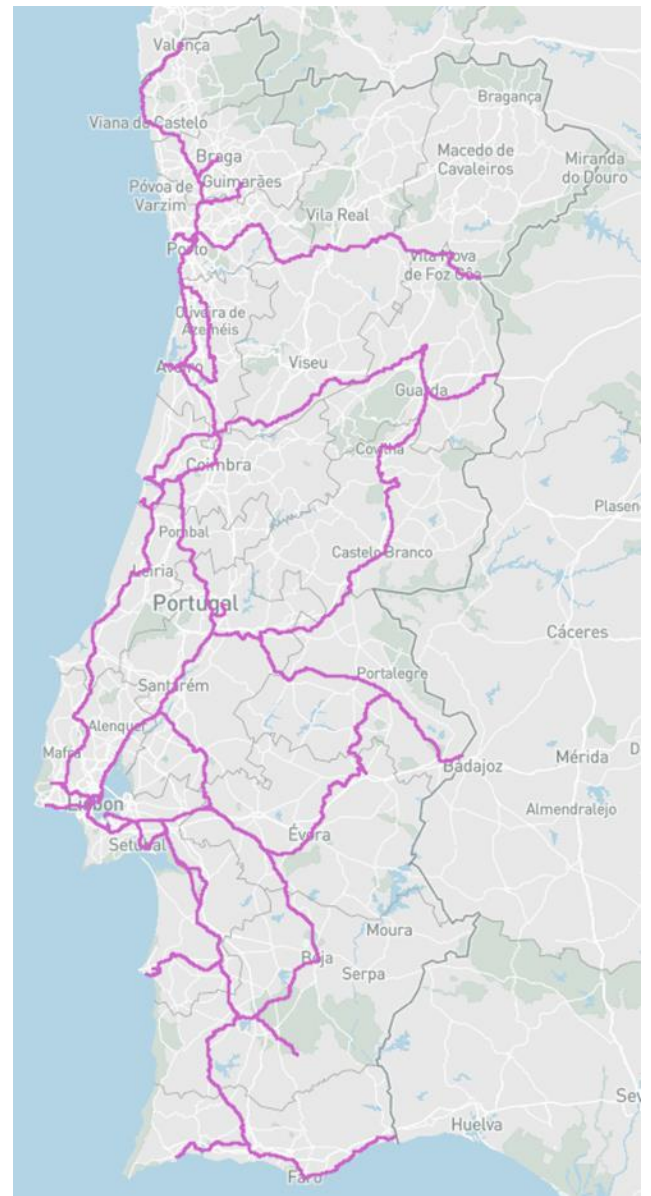 Valença
Bragança
Viana do Castelo
Macedo de
Cavaleiros
Braga
Miranda
do Douro
Guimarães
Póvoa de
Varzim
Vila Real
Porto
Vila Nova
de Foz Côa
Oliveira de
Azeméis
Viseu
Aveiro
Guarda
Covilhã
Coimbra
Plasen
Pombal
Castelo Branco
Leiria
Portugal
Cáceres
Portalegre
Santarém
Alenquer
Mafra
Mérida
D
Badajoz
Lisbon
Almendralejo
Évora
Setúbal
Moura
Beja
Serpa
Sev
Huelva
Faro